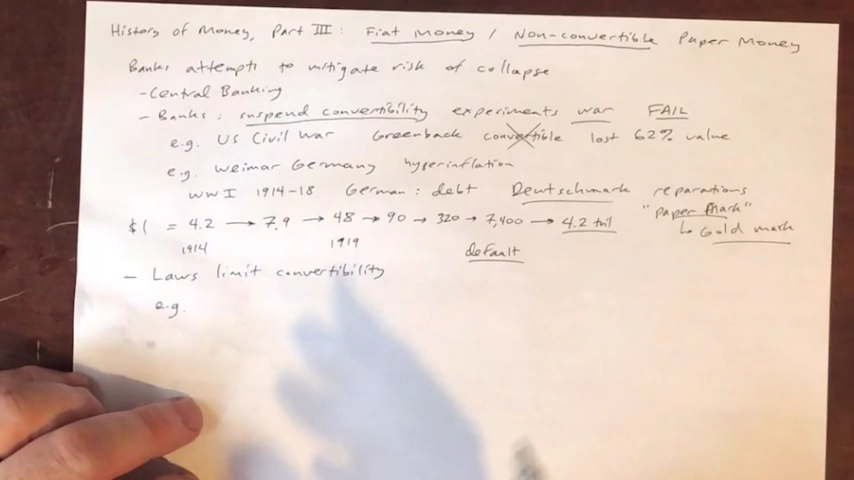 History of Money, Part III: Fiat Money / Non-convertible Paper Money
Banks attempts to mitigate risk of collapse
- Central Banking
- Banks: suspend convertibility experiments war FAIL
e.g. US Civil War Greenback convertible lost 62% value
e.g. Weimar Germany hyperinflation
WWI 1914-18 German: debt Deutschmark reparations
"paper mark"
$1 = 4.2 → 7.9 → 48 → 90 → 320 → 7,400 → 4.2 tril
↳ Gold mark
1914 1919 default
- Laws limit convertibility
e.g.